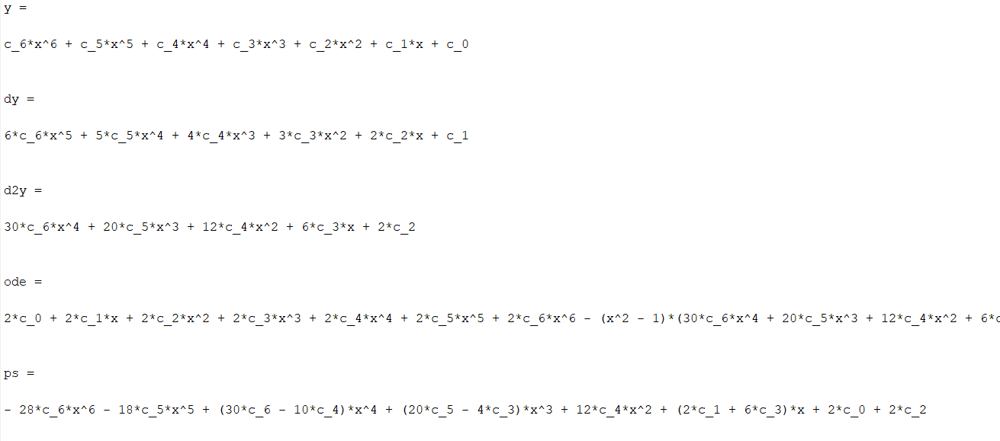 y =
c_6*x^6 + c_5*x^5 + c_4*x^4 + c_3*x^3 + c_2*x^2 + c_1*x + c_0
dy =
6*c_6*x^5 + 5*c_5*x^4 + 4*c_4*x^3 + 3*c_3*x^2 + 2*c_2*x + c_1
d2y =
30*c_6*x^4 + 20*c_5*x^3 + 12*c_4*x^2 + 6*c_3*x + 2*c_2
ode =
2*c_0 + 2*c_1*x + 2*c_2*x^2 + 2*c_3*x^3 + 2*c_4*x^4 + 2*c_5*x^5 + 2*c_6*x^6 - (x^2 - 1)*(30*c_6*x^4 + 20*c_5*x^3 + 12*c_4*x^2 + 6*c
ps =
- 28*c_6*x^6 - 18*c_5*x^5 + (30*c_6 - 10*c_4)*x^4 + (20*c_5 - 4*c_3)*x^3 + 12*c_4*x^2 + (2*c_1 + 6*c_3)*x + 2*c_0 + 2*c_2